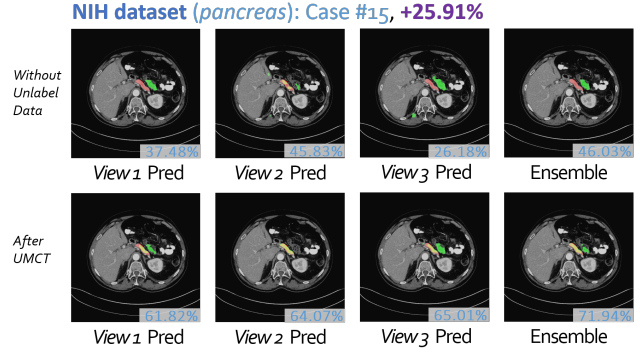 NIH dataset (pancreas): Case #15, +25.91%
Without
Unlabel
Data
37.48%
45.83%
26.18%
46.03%
View 1 Pred
View 2 Pred
View 3 Pred
Ensemble
After
UMCT
61.82%
64.07%
65.01%
71.94%
View 1 Pred
View 2 Pred
View 3 Pred
Ensemble